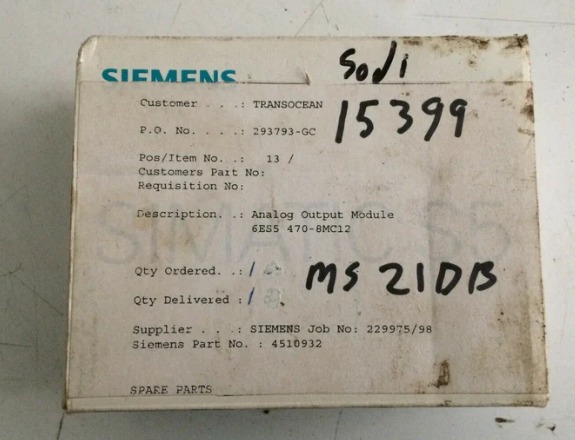 SIEMENS
Sodi
15399
Customer . . .: TRANSOCEAN
P.O. No. . . .: 293793-GC
Pos/Item No..: 13 /
Customers Part No:
Requisition No:
Description. .: Analog Output Module
6ES5 470-8MC12
SIMATIC S5
Qty Ordered. .: 1
MS 21DB
Qty Delivered : 1
Supplier . . .: SIEMENS Job No: 229975/98
Siemens Part No. : 4510932
SPARE PARTS